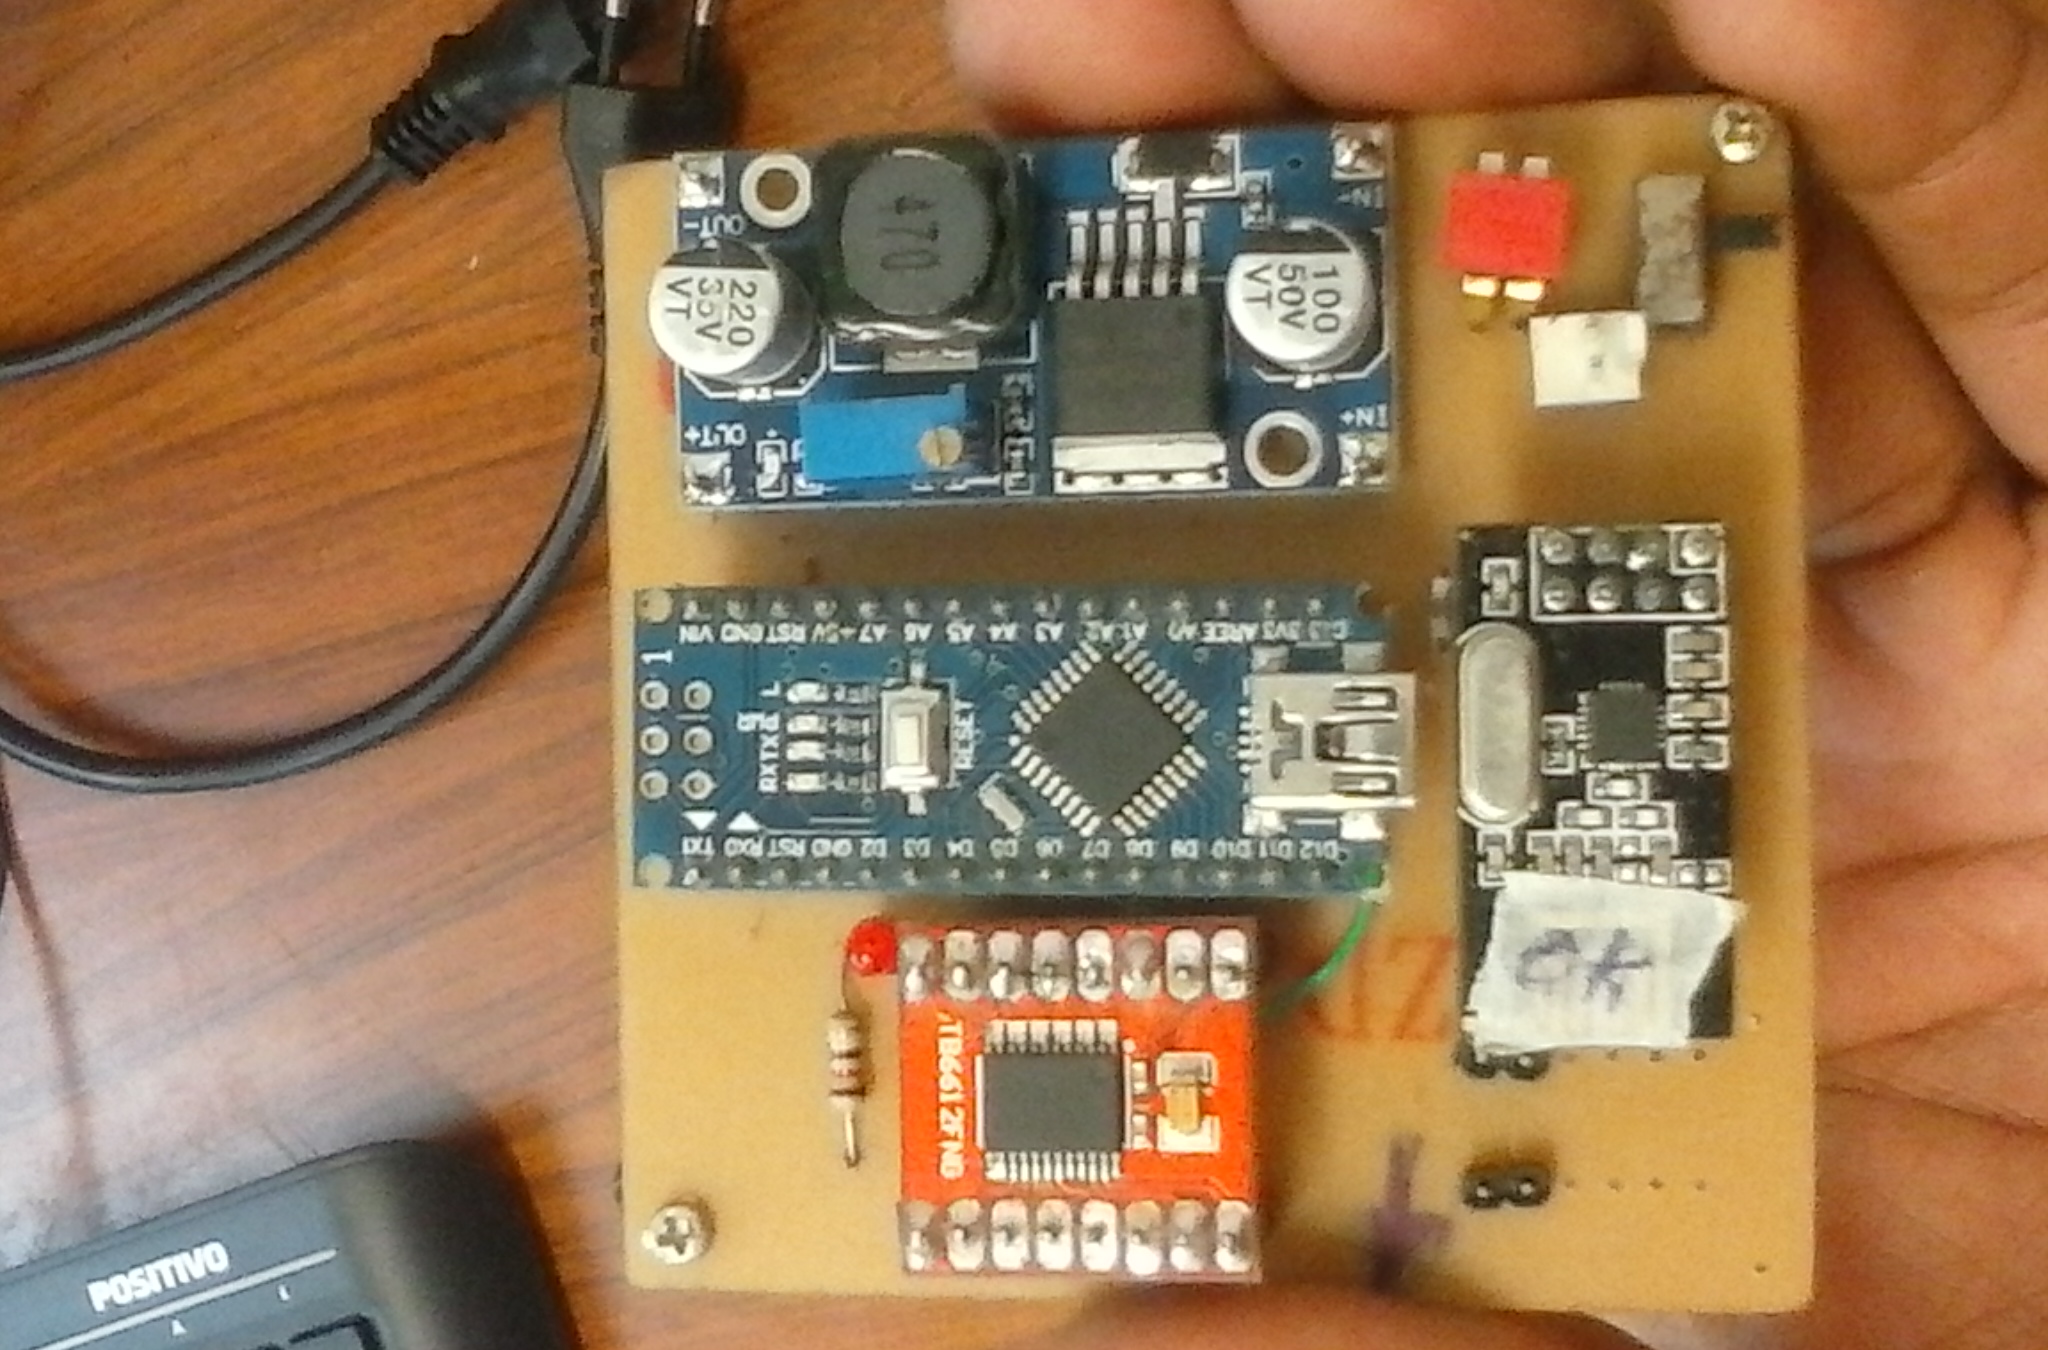 POSITIVO
A
L
1
TX1
RX0
RST
GND
D2
D3
D4
D5
D6
D7
D8
D9
D10
D11
D12
RX TX PWR L
RESET
VIN
GND
RST
+5V
A7
A6
A5
A4
A3
A2
A1
A0
AREF
3V3
D13
TB6612FNG
OUT+
OUT-
220
35V
VT
470
100
50V
VT
IN+
IN-
OK